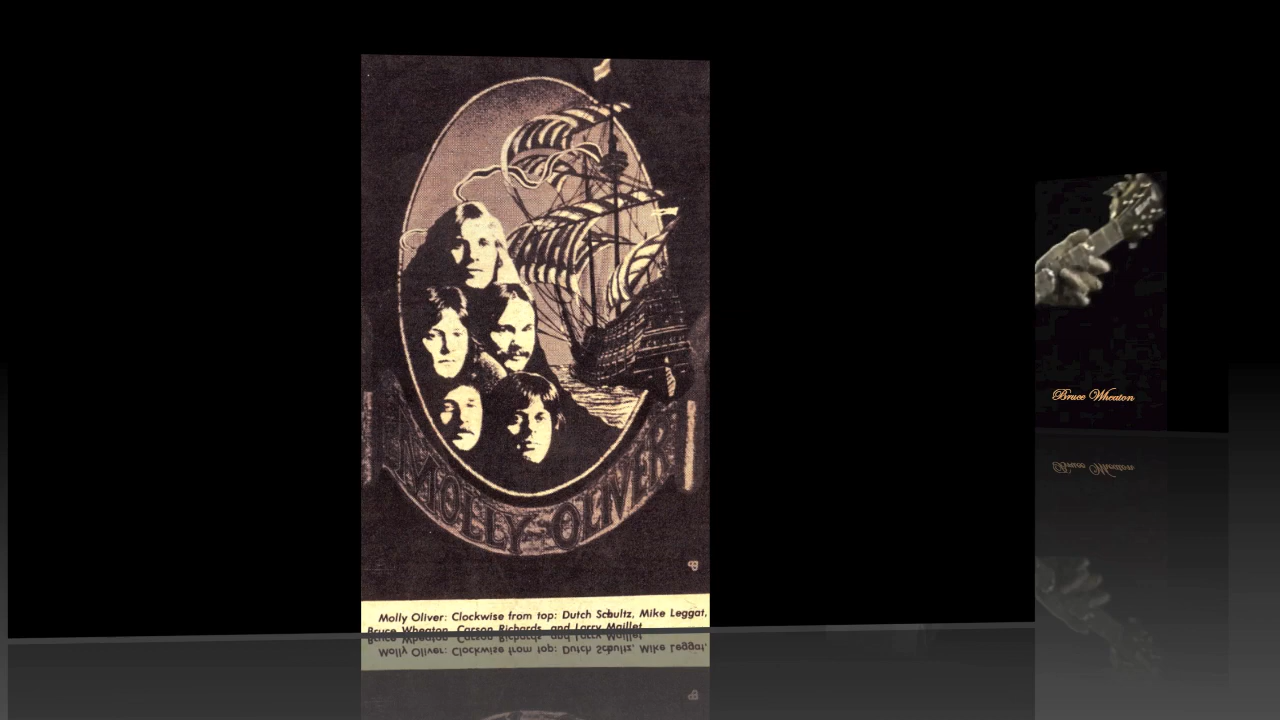 MOLLY OLIVER
Molly Oliver: Clockwise from top: Dutch Schultz, Mike Leggat,
Bruce Wheaton, Carson Richards, and Larry Maillet
Bruce Wheaton